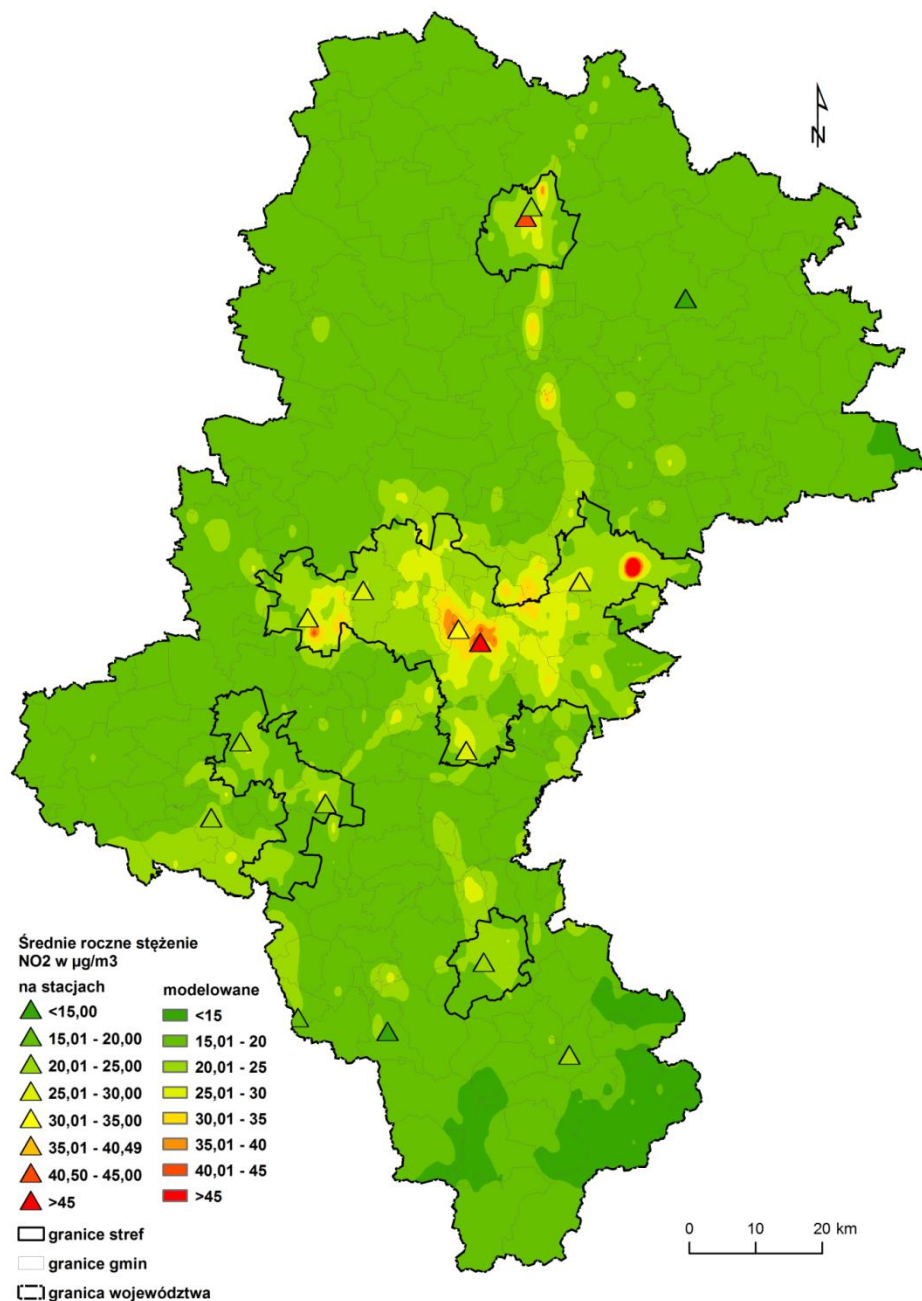 N
Średnie roczne stężenie
NO2 w µg/m3
na stacjach
<15,00
15,01 - 20,00
20,01 - 25,00
25,01 - 30,00
30,01 - 35,00
35,01 - 40,49
40,50 - 45,00
>45
granice stref
granice gmin
granica województwa
modelowane
<15
15,01 - 20
20,01 - 25
25,01 - 30
30,01 - 35
35,01 - 40
40,01 - 45
>45
0 10 20 km